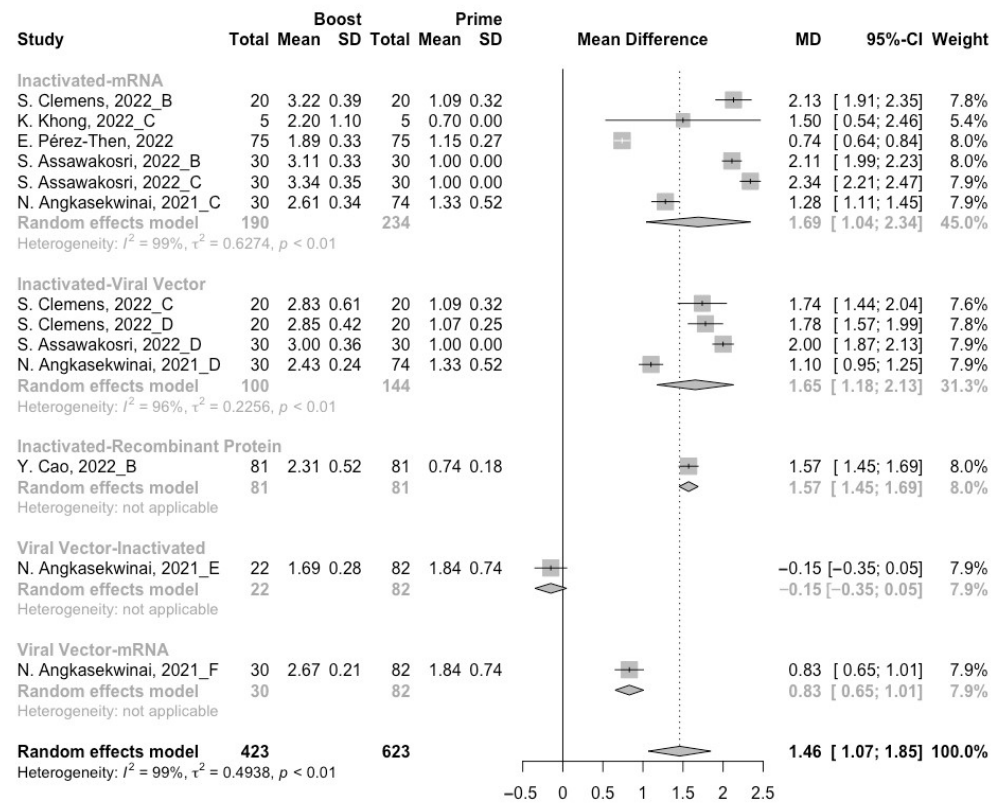 Boost Prime
Study Total Mean SD Total Mean SD Mean Difference MD 95%-CI Weight
Inactivated-mRNA
S. Clemens, 2022_B 20 3.22 0.39 20 1.09 0.32 2.13 [ 1.91; 2.35] 7.8%
K. Khong, 2022_C 5 2.20 1.10 5 0.70 0.00 1.50 [ 0.54; 2.46] 5.4%
E. Pérez-Then, 2022 75 1.89 0.33 75 1.15 0.27 0.74 [ 0.64; 0.84] 8.0%
S. Assawakosri, 2022_B 30 3.11 0.33 30 1.00 0.00 2.11 [ 1.99; 2.23] 7.9%
S. Assawakosri, 2022_C 30 3.34 0.35 30 1.00 0.00 2.34 [ 2.21; 2.47] 7.9%
N. Angkasekwinai, 2021_C 30 2.61 0.34 74 1.33 0.52 1.28 [ 1.11; 1.45] 7.9%
Random effects model 190 234 1.69 [ 1.04; 2.34] 45.0%
Heterogeneity: I² = 99%, τ² = 0.6274, p < 0.01
Inactivated-Viral Vector
S. Clemens, 2022_C 20 2.83 0.61 20 1.09 0.32 1.74 [ 1.44; 2.04] 7.6%
S. Clemens, 2022_D 20 2.85 0.42 20 1.07 0.25 1.78 [ 1.57; 1.99] 7.8%
S. Assawakosri, 2022_D 30 3.00 0.36 30 1.00 0.00 2.00 [ 1.87; 2.13] 7.9%
N. Angkasekwinai, 2021_D 30 2.43 0.24 74 1.33 0.52 1.10 [ 0.95; 1.25] 7.9%
Random effects model 100 144 1.65 [ 1.18; 2.13] 31.3%
Heterogeneity: I² = 96%, τ² = 0.2256, p < 0.01
Inactivated-Recombinant Protein
Y. Cao, 2022_B 81 2.31 0.52 81 0.74 0.18 1.57 [ 1.45; 1.69] 8.0%
Random effects model 81 81 1.57 [ 1.45; 1.69] 8.0%
Heterogeneity: not applicable
Viral Vector-Inactivated
N. Angkasekwinai, 2021_E 22 1.69 0.28 82 1.84 0.74 −0.15 [−0.35; 0.05] 7.9%
Random effects model 22 82 −0.15 [−0.35; 0.05] 7.9%
Heterogeneity: not applicable
Viral Vector-mRNA
N. Angkasekwinai, 2021_F 30 2.67 0.21 82 1.84 0.74 0.83 [ 0.65; 1.01] 7.9%
Random effects model 30 82 0.83 [ 0.65; 1.01] 7.9%
Heterogeneity: not applicable
Random effects model 423 623 1.46 [ 1.07; 1.85] 100.0%
Heterogeneity: I² = 99%, τ² = 0.4938, p < 0.01
−0.5 0 0.5 1 1.5 2 2.5